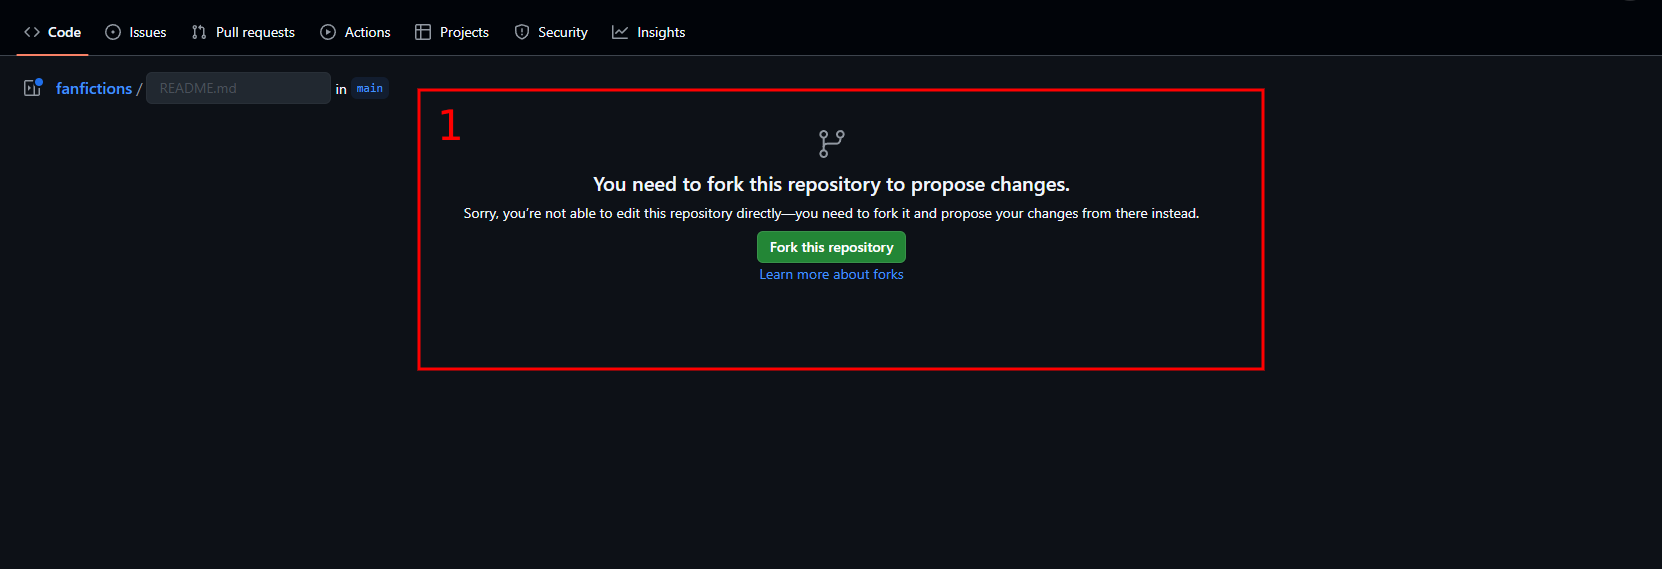 Code Issues Pull requests Actions Projects Security Insights
fanfictions / README.md in main
1
You need to fork this repository to propose changes.
Sorry, you’re not able to edit this repository directly—you need to fork it and propose your changes from there instead.
Fork this repository
Learn more about forks